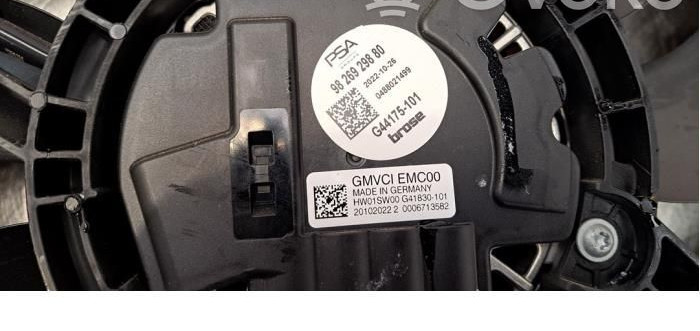 PSA
98 269 298 80
2022-10-26
0488021499
G44175-101
brose
GMVCI EMC00
MADE IN GERMANY
HW01SW00 G41830-101
20102022 2 0006713582